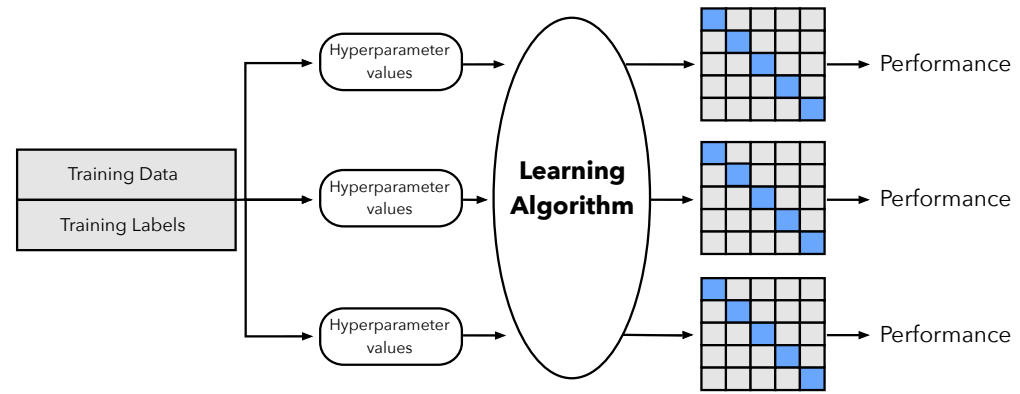 Training Data
Training Labels
Hyperparameter
values
Hyperparameter
values
Hyperparameter
values
Learning
Algorithm
Performance
Performance
Performance